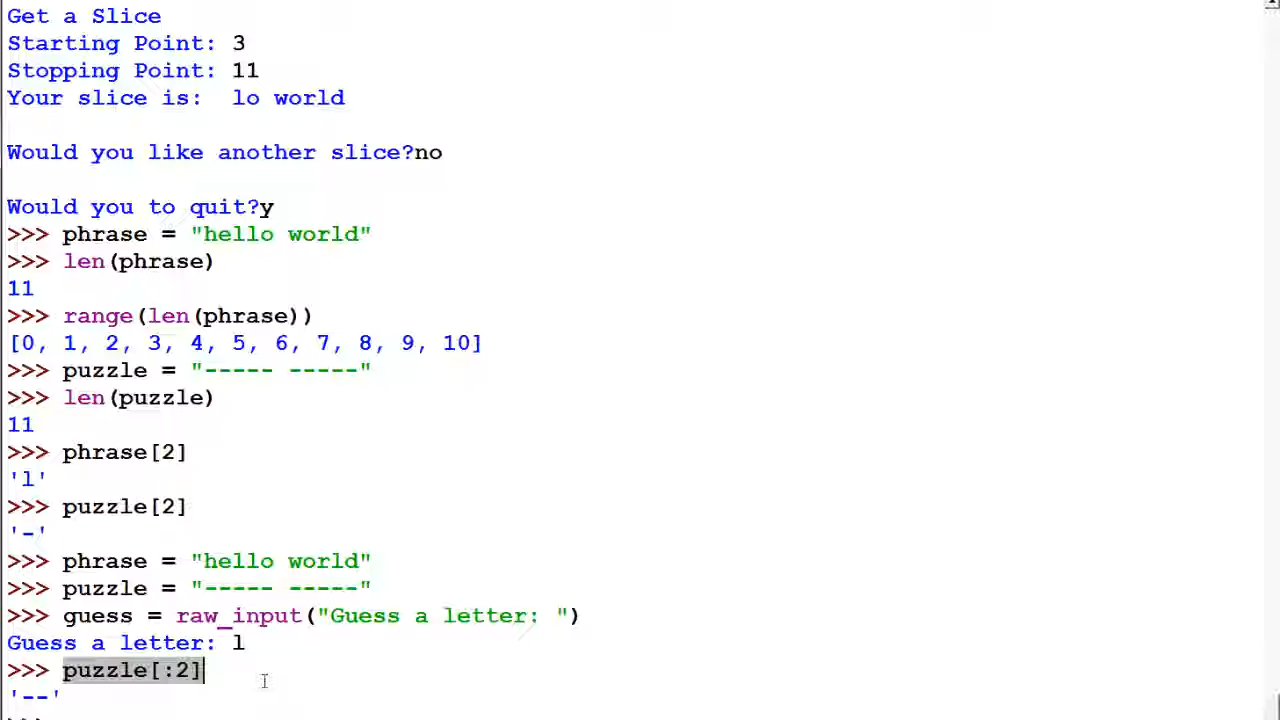 Get a Slice
Starting Point: 3
Stopping Point: 11
Your slice is:  lo world
Would you like another slice?no
Would you to quit?y
>>> phrase = "hello world"
>>> len(phrase)
11
>>> range(len(phrase))
[0, 1, 2, 3, 4, 5, 6, 7, 8, 9, 10]
>>> puzzle = "----- -----"
>>> len(puzzle)
11
>>> phrase[2]
'l'
>>> puzzle[2]
'-'
>>> phrase = "hello world"
>>> puzzle = "----- -----"
>>> guess = raw_input("Guess a letter: ")
Guess a letter: l
>>> puzzle[:2]
'--'
>>>